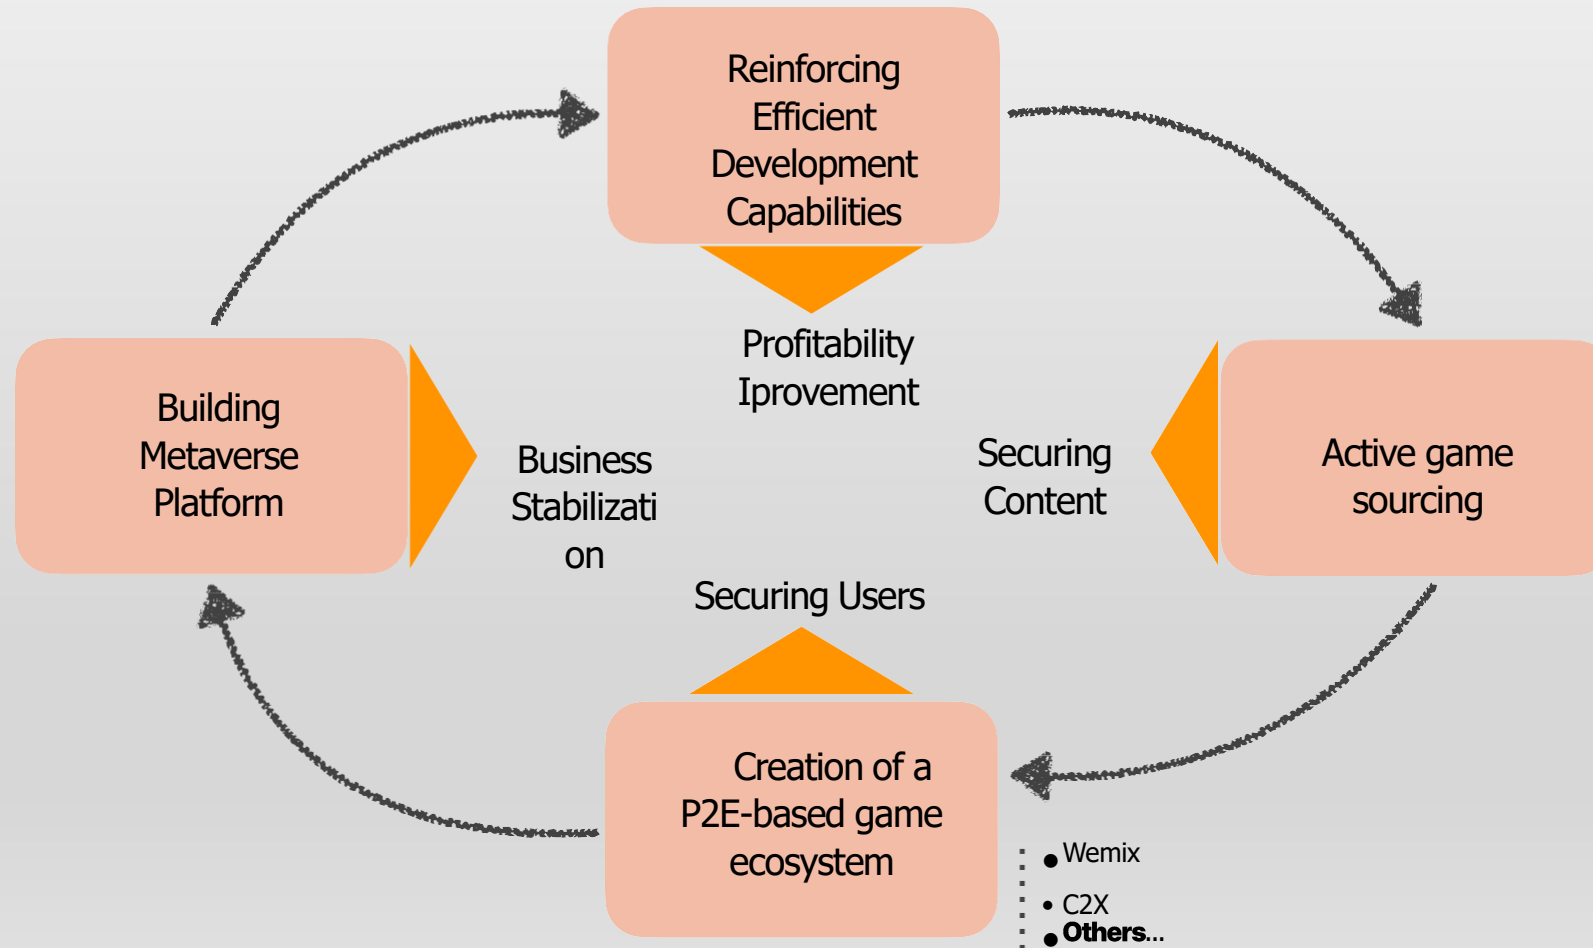 Reinforcing
Efficient
Development
Capabilities
Profitability
Iprovement
Building
Metaverse
Platform
Business
Stabilizati
on
Securing
Content
Active game
sourcing
Securing Users
Creation of a
P2E-based game
ecosystem
• Wemix
• C2X
• Others...